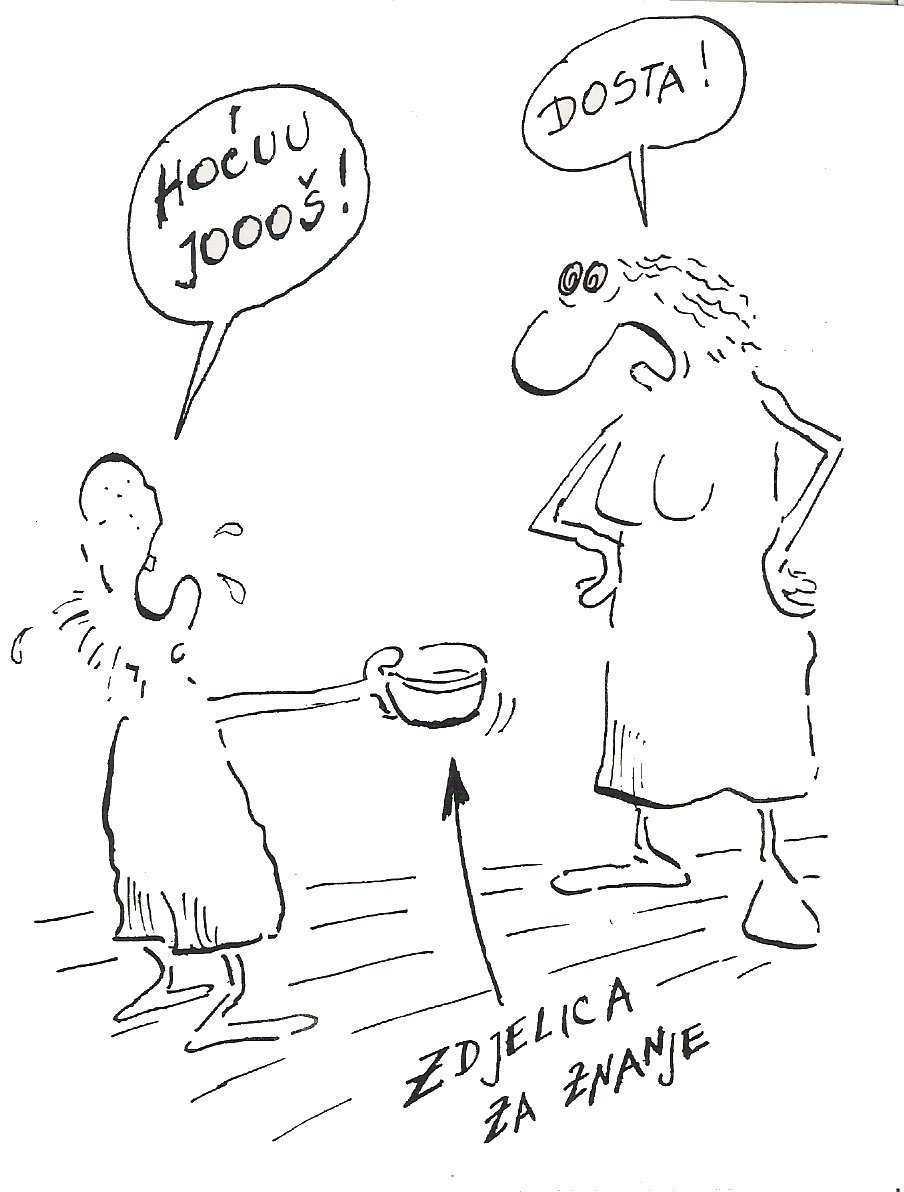 HOĆUU
JOOOŠ!
DOSTA!
ZDJELICA
ZA ZNANJE